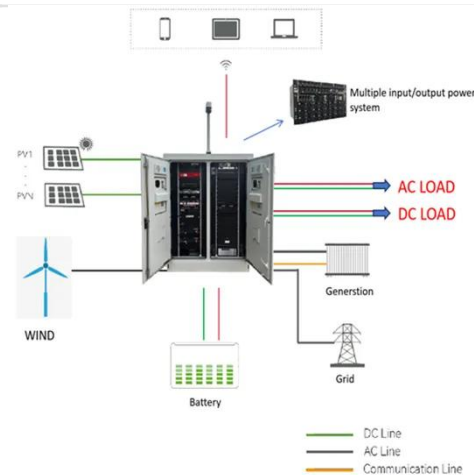 Multiple input/output power
system
PV1
PVN
AC LOAD
DC LOAD
WIND
Generstion
Battery
Grid
DC Line
AC Line
Communication Line